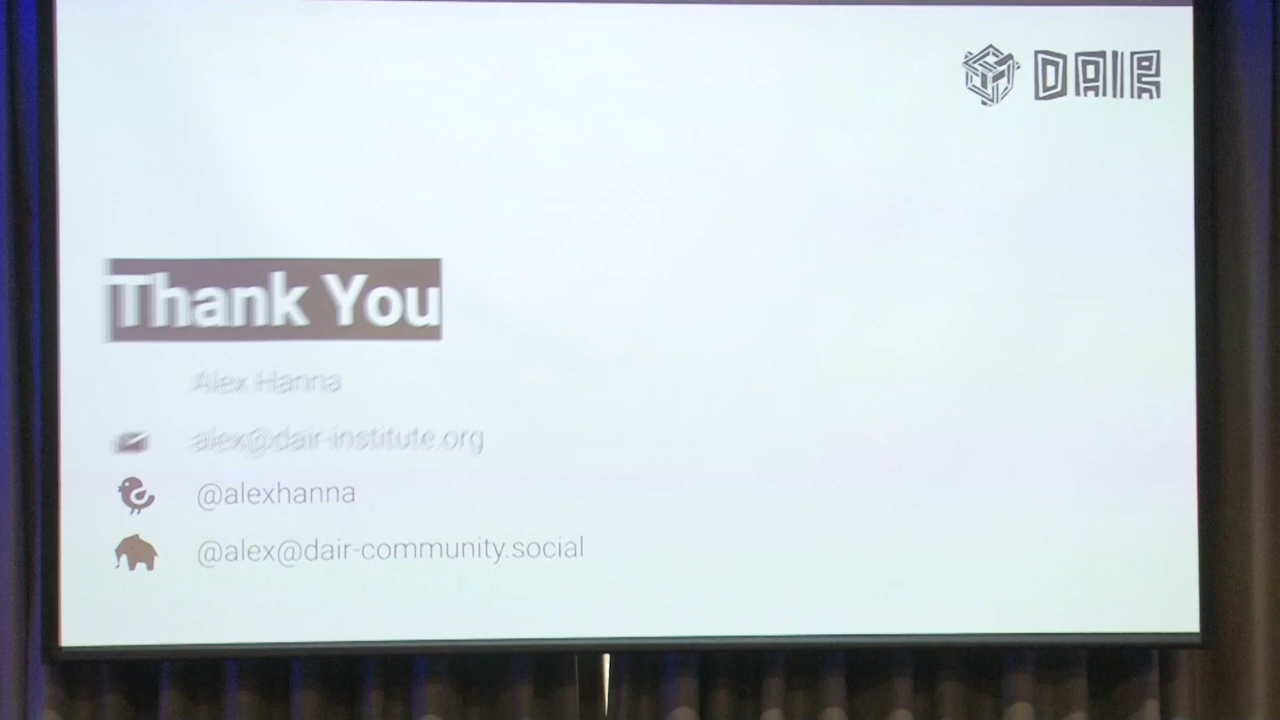 DAIR
Thank You
Alex Hanna
alex@dair-institute.org
@alexhanna
@alex@dair-community.social